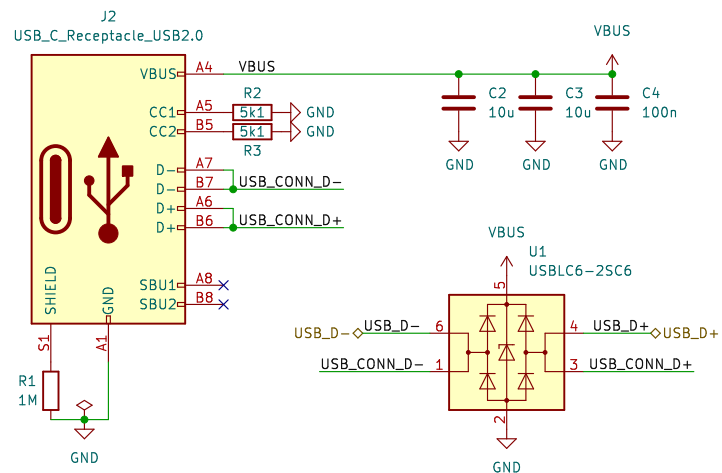 J2
USB_C_Receptacle_USB2.0
VBUS
VBUS A4 VBUS
CC1 A5 R2 5k1 GND
CC2 B5 5k1 GND
R3
C2 10u
C3 10u
C4 100n
GND GND GND
D- A7
D- B7 USB_CONN_D-
D+ A6
D+ B6 USB_CONN_D+
SBU1 A8
SBU2 B8
SHIELD GND
S1 A1
R1
1M
GND
VBUS
U1
USBLC6-2SC6
5
USB_D- USB_D- 6 4 USB_D+ USB_D+
USB_CONN_D- 1 3 USB_CONN_D+
2
GND